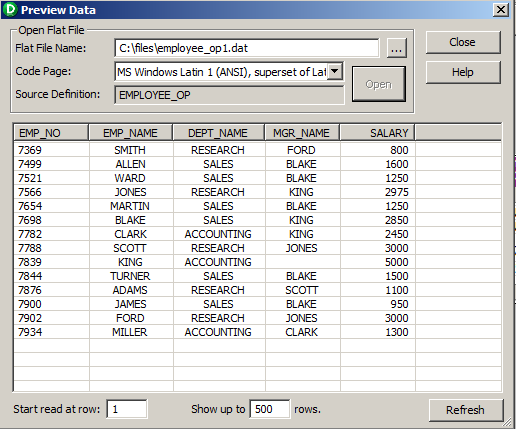 Preview Data
Open Flat File
Flat File Name: C:\files\employee_op1.dat ... Close
Code Page: MS Windows Latin 1 (ANSI), superset of Lat Open Help
Source Definition: EMPLOYEE_OP
EMP_NO EMP_NAME DEPT_NAME MGR_NAME SALARY
7369 SMITH RESEARCH FORD 800
7499 ALLEN SALES BLAKE 1600
7521 WARD SALES BLAKE 1250
7566 JONES RESEARCH KING 2975
7654 MARTIN SALES BLAKE 1250
7698 BLAKE SALES KING 2850
7782 CLARK ACCOUNTING KING 2450
7788 SCOTT RESEARCH JONES 3000
7839 KING ACCOUNTING 5000
7844 TURNER SALES BLAKE 1500
7876 ADAMS RESEARCH SCOTT 1100
7900 JAMES SALES BLAKE 950
7902 FORD RESEARCH JONES 3000
7934 MILLER ACCOUNTING CLARK 1300
Start read at row: 1 Show up to 500 rows. Refresh